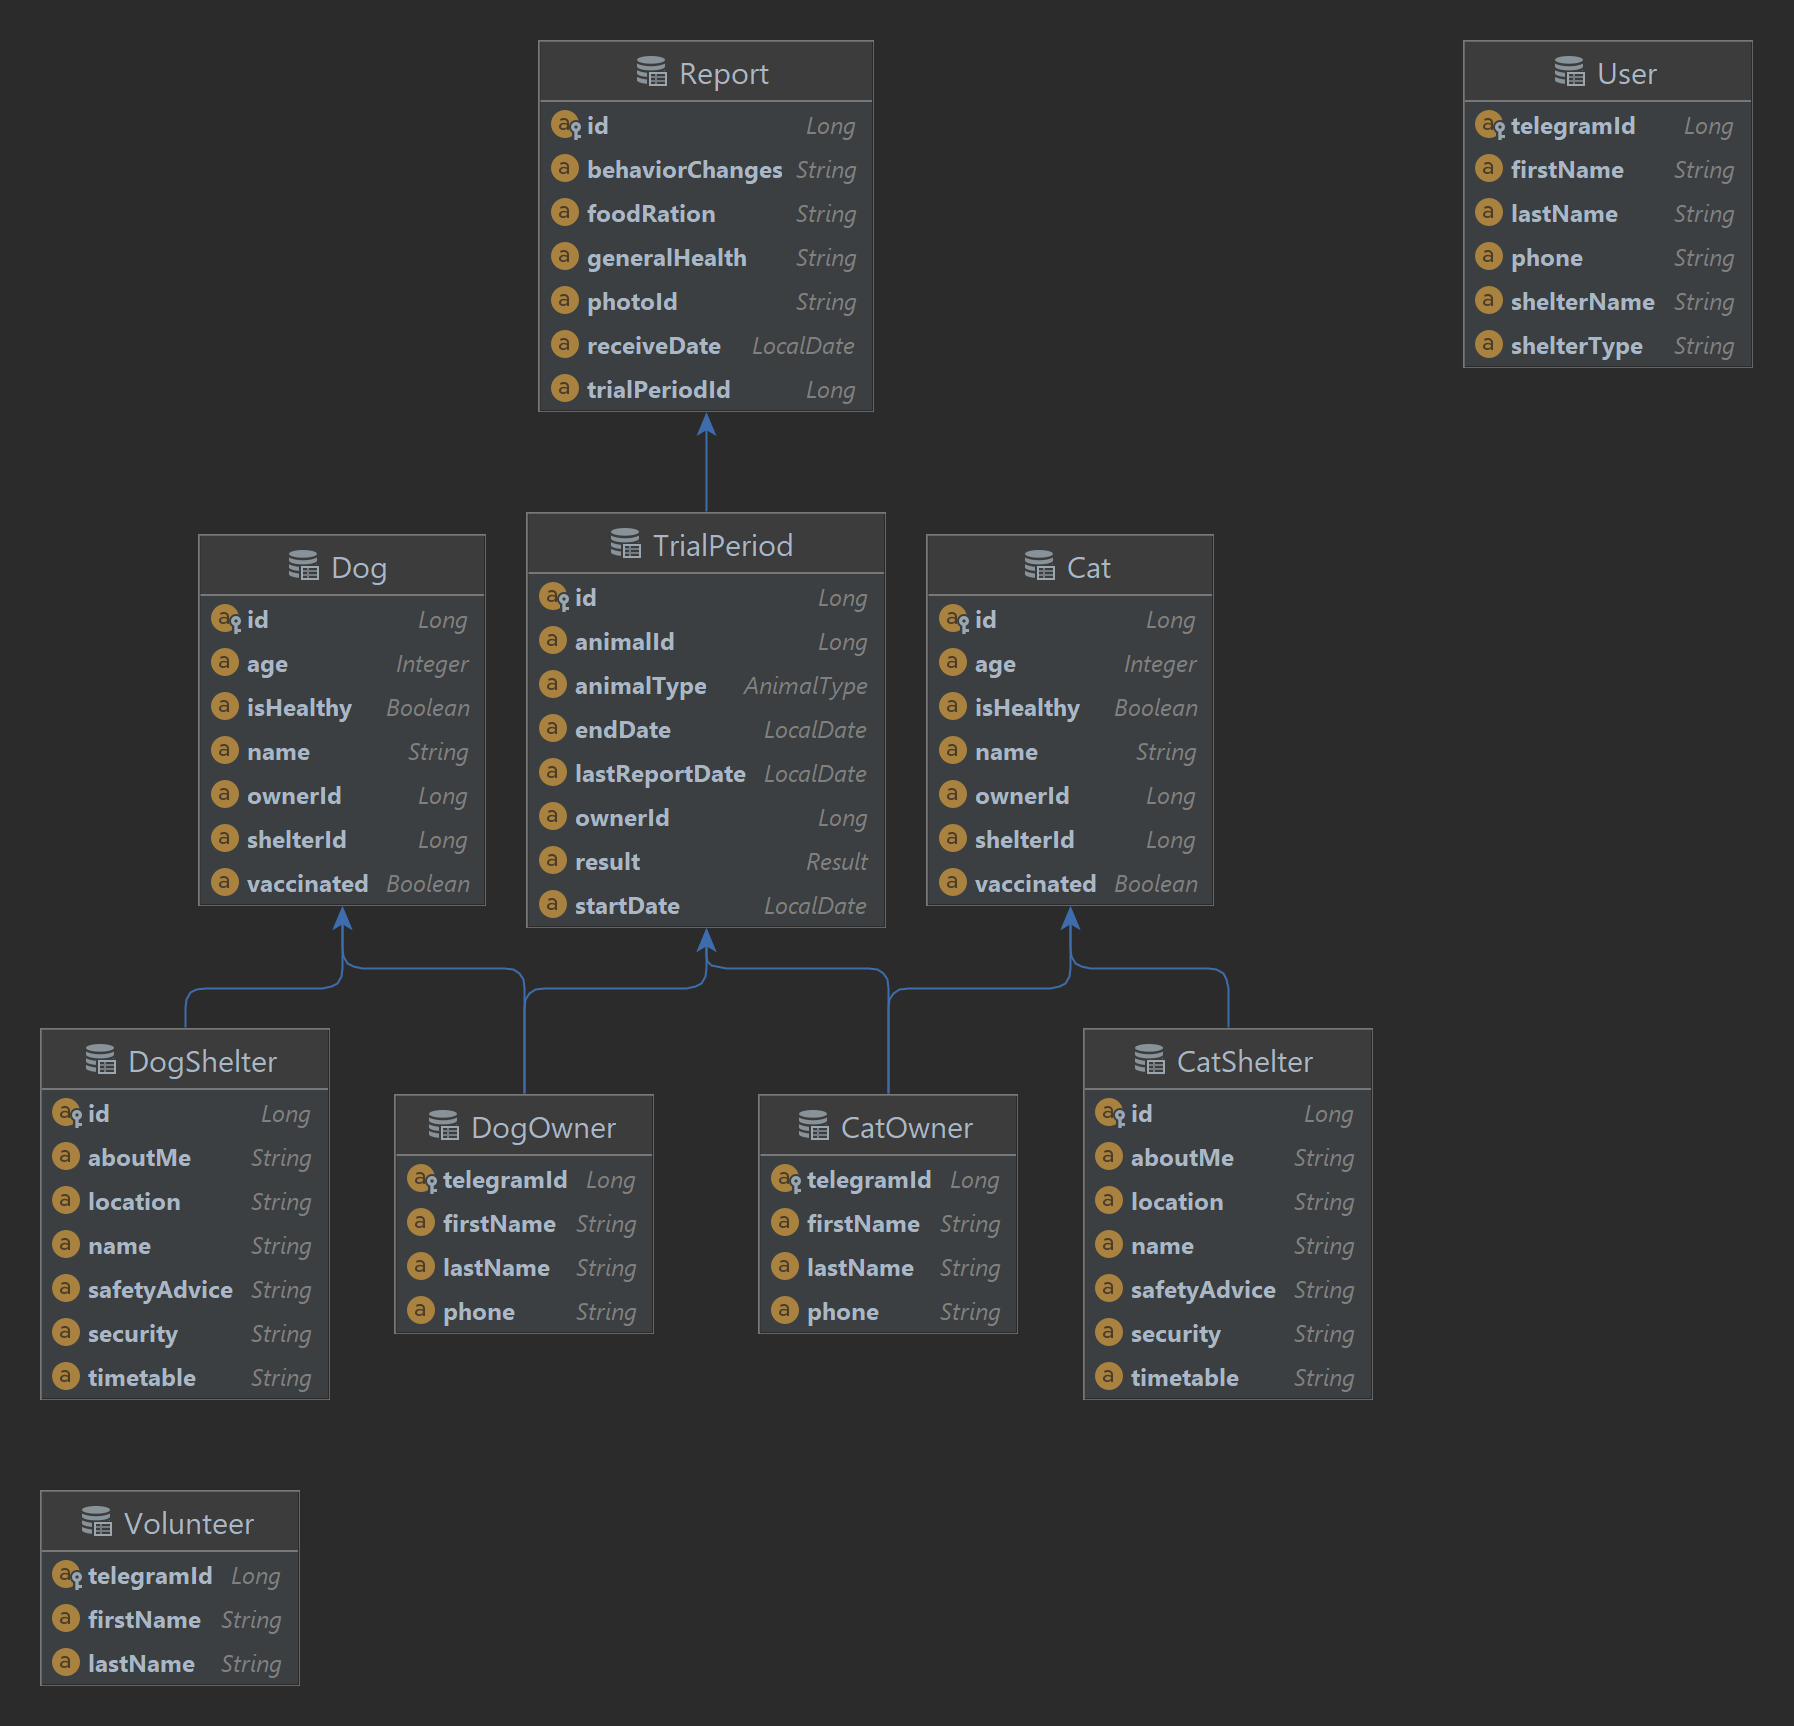 Report
id Long
behaviorChanges String
foodRation String
generalHealth String
photoId String
receiveDate LocalDate
trialPeriodId Long
User
telegramId Long
firstName String
lastName String
phone String
shelterName String
shelterType String
Dog
id Long
age Integer
isHealthy Boolean
name String
ownerId Long
shelterId Long
vaccinated Boolean
TrialPeriod
id Long
animalId Long
animalType AnimalType
endDate LocalDate
lastReportDate LocalDate
ownerId Long
result Result
startDate LocalDate
Cat
id Long
age Integer
isHealthy Boolean
name String
ownerId Long
shelterId Long
vaccinated Boolean
DogShelter
id Long
aboutMe String
location String
name String
safetyAdvice String
security String
timetable String
DogOwner
telegramId Long
firstName String
lastName String
phone String
CatOwner
telegramId Long
firstName String
lastName String
phone String
CatShelter
id Long
aboutMe String
location String
name String
safetyAdvice String
security String
timetable String
Volunteer
telegramId Long
firstName String
lastName String